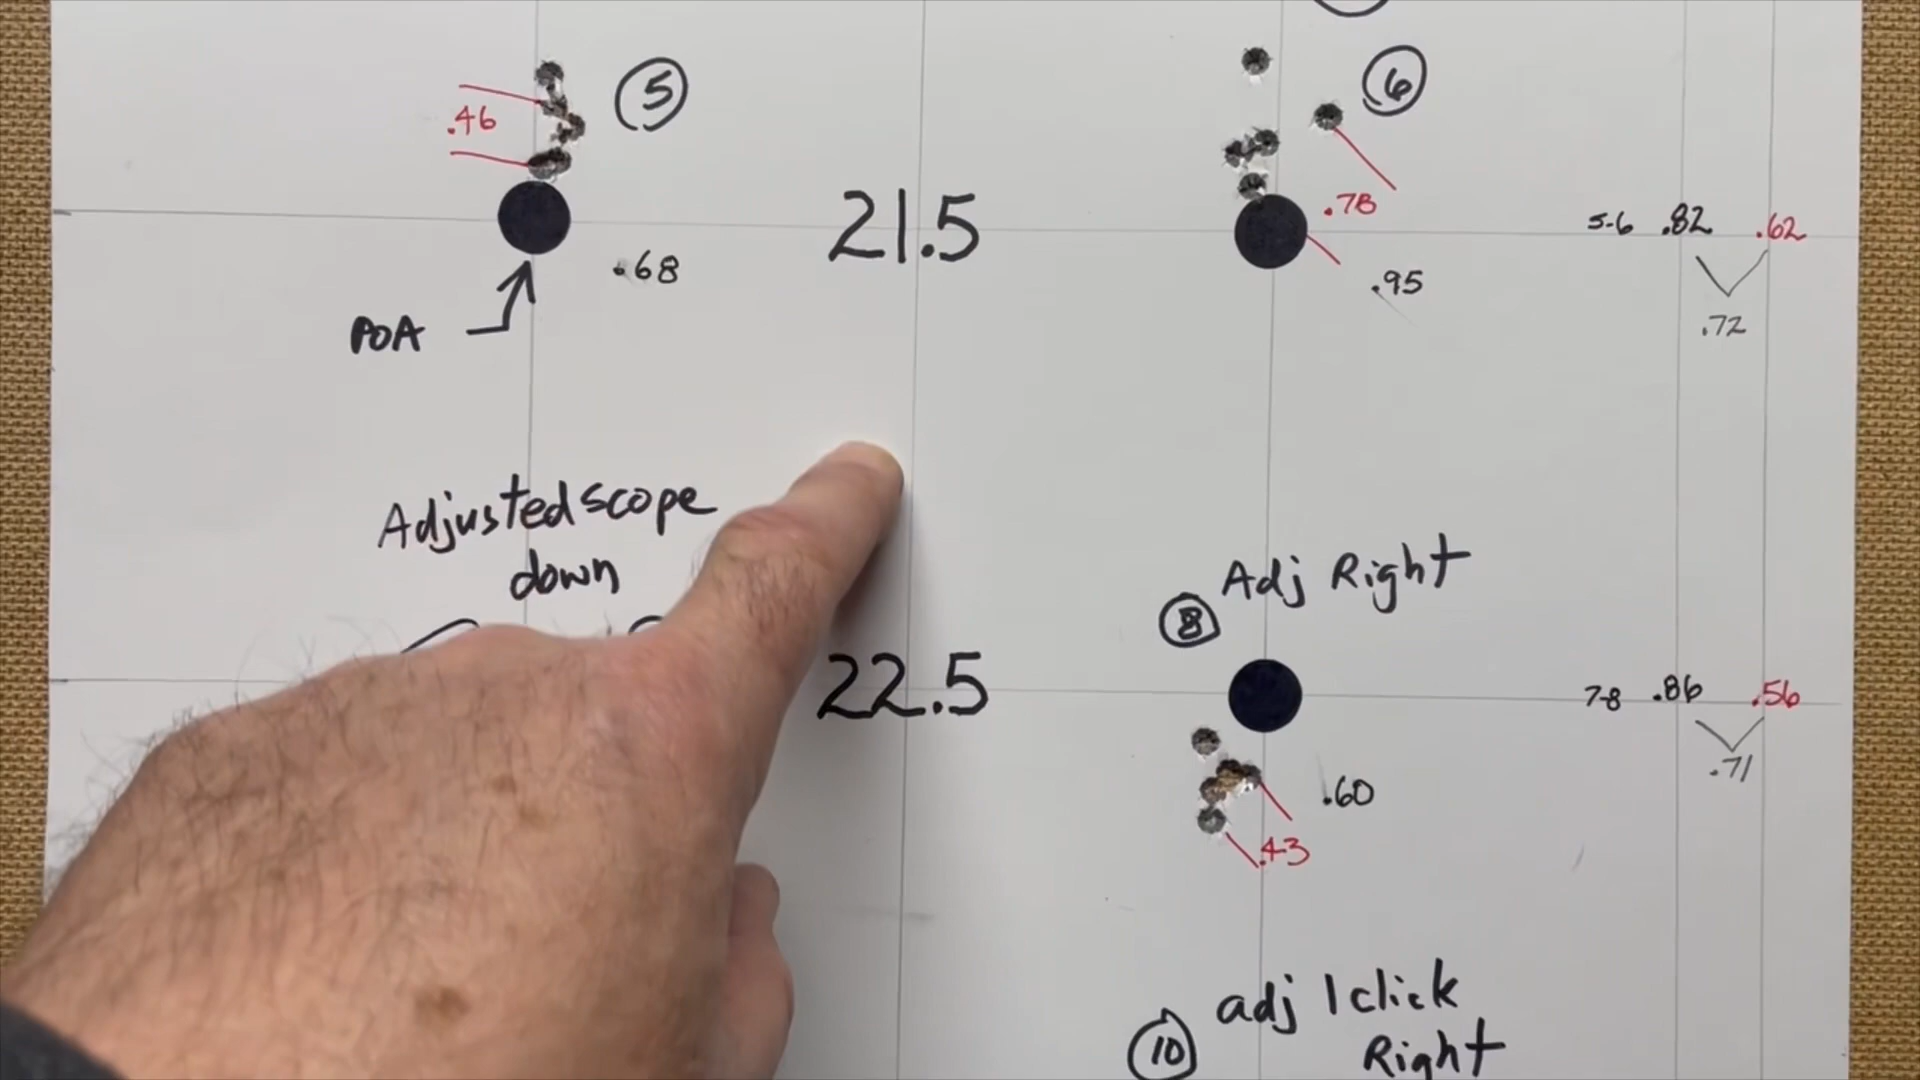 .46
5
6
21.5
.78
5-6 .82 .62
.68
.95
POA
.72
Adjusted scope
down
Adj Right
8
22.5
7-8 .86 .56
.71
.60
.43
adj 1 click
Right
10